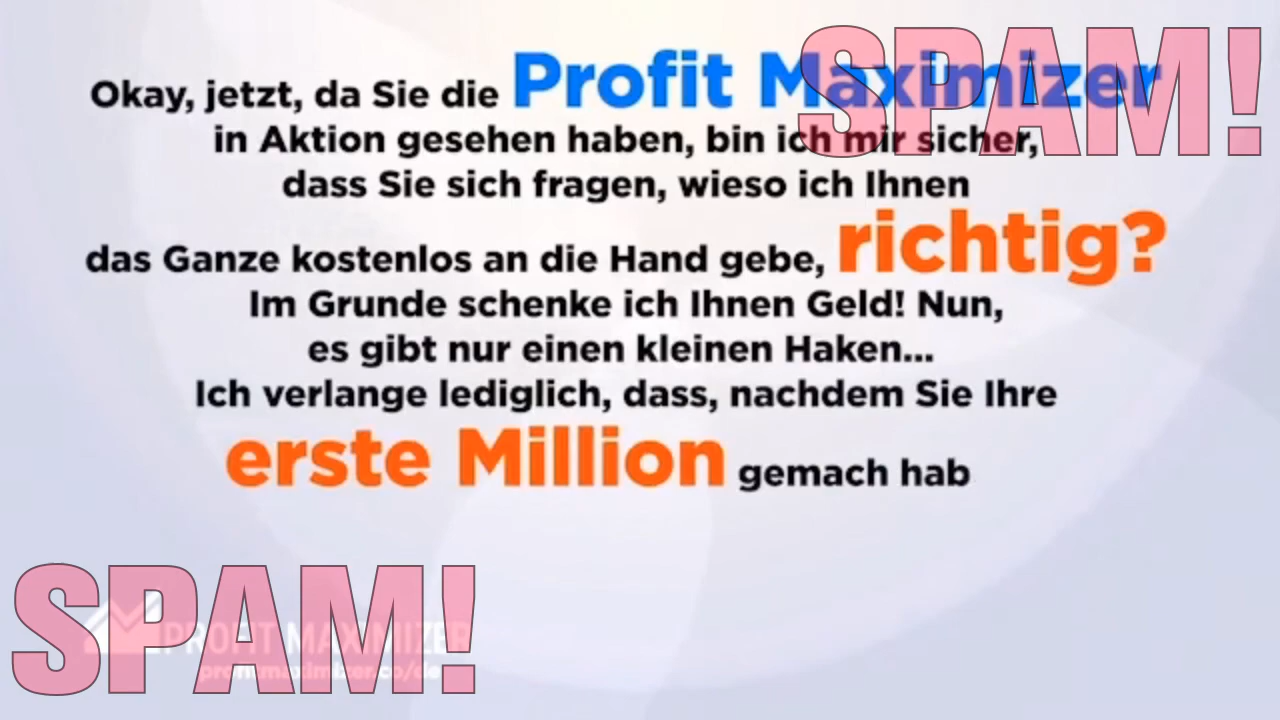 SPAM!
Okay, jetzt, da Sie die Profit Maximizer
in Aktion gesehen haben, bin ich mir sicher,
dass Sie sich fragen, wieso ich Ihnen
das Ganze kostenlos an die Hand gebe, richtig?
Im Grunde schenke ich Ihnen Geld! Nun,
es gibt nur einen kleinen Haken...
Ich verlange lediglich, dass, nachdem Sie Ihre
erste Million gemach hab
SPAM!
PROFIT MAXIMIZER
profitmaximizer.co/de